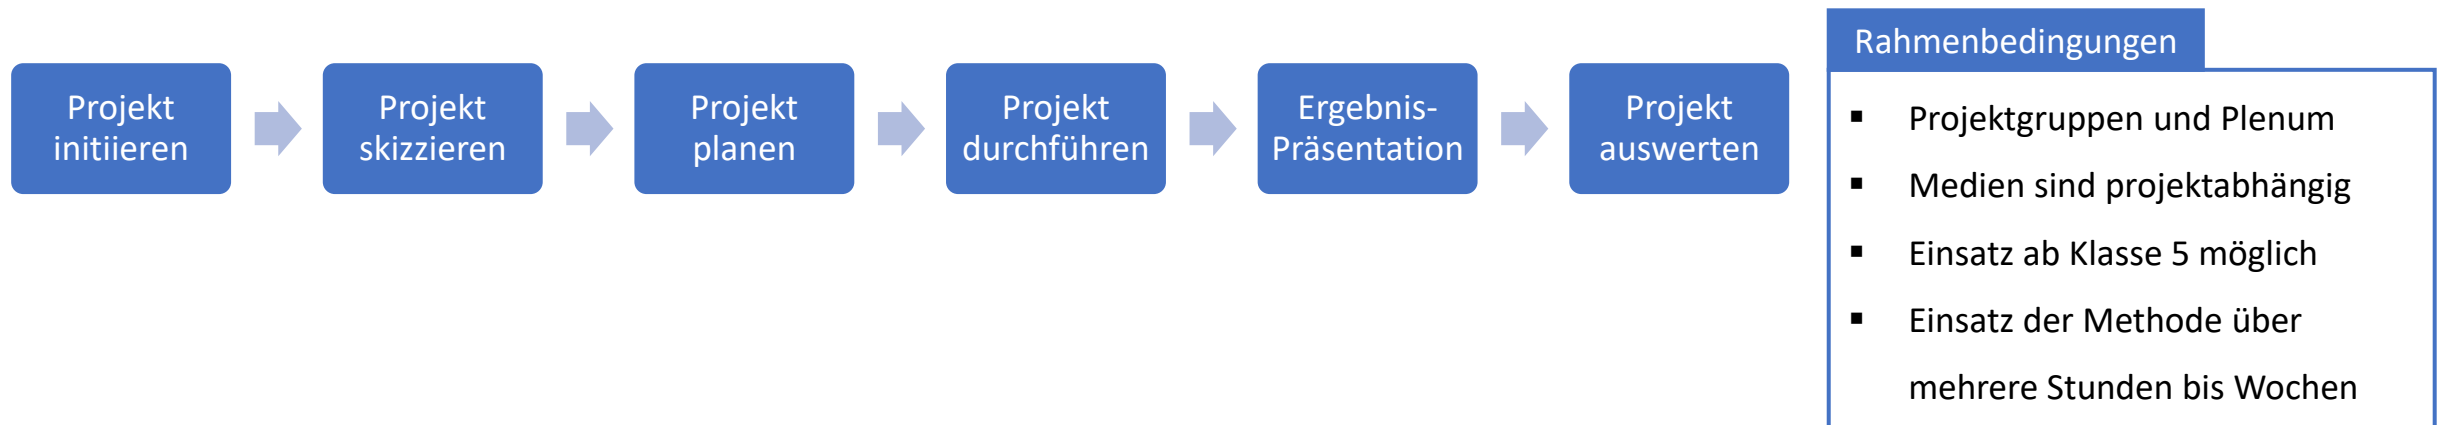 Projekt
initiieren
Projekt
skizzieren
Projekt
planen
Projekt
durchführen
Ergebnis-
Präsentation
Projekt
auswerten
Rahmenbedingungen
▪ Projektgruppen und Plenum
▪ Medien sind projektabhängig
▪ Einsatz ab Klasse 5 möglich
▪ Einsatz der Methode über
mehrere Stunden bis Wochen